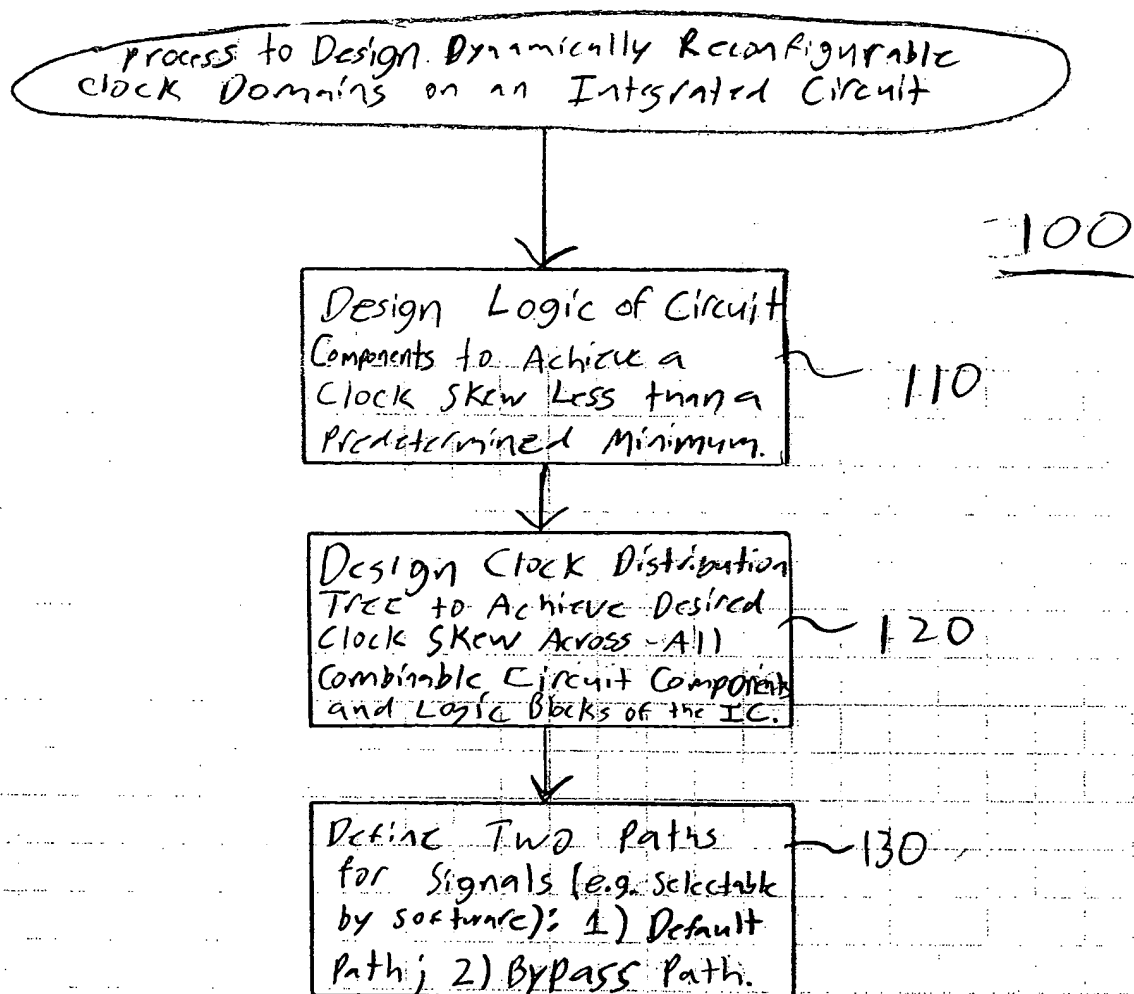 process to Design Dynamically Reconfigurable
clock Domains on an Integrated Circuit
100
Design Logic of Circuit
Components to Achieve a
Clock Skew Less than a
Predetermined Minimum.
110
Design Clock Distribution
Tree to Achieve Desired
Clock Skew Across All
Combinable Circuit Components
and Logic Blocks of the IC.
120
Define Two Paths
for Signals (e.g. Selectable
by software): 1) Default
Path; 2) Bypass Path.
130